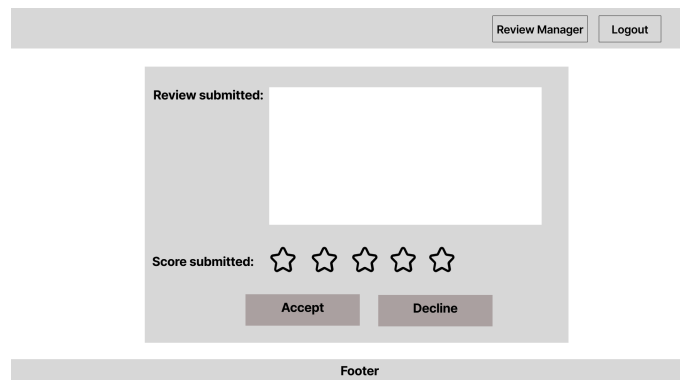 Review Manager
Logout
Review submitted:
Score submitted:
Accept
Decline
Footer